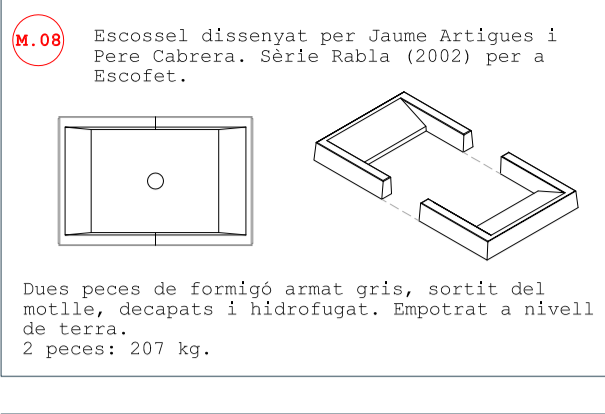 M.08
Escossel dissenyat per Jaume Artigues i
Pere Cabrera. Sèrie Rabla (2002) per a
Escofet.
Dues peces de formigó armat gris, sortit del
motlle, decapats i hidrofugat. Empotrat a nivell
de terra.
2 peces: 207 kg.